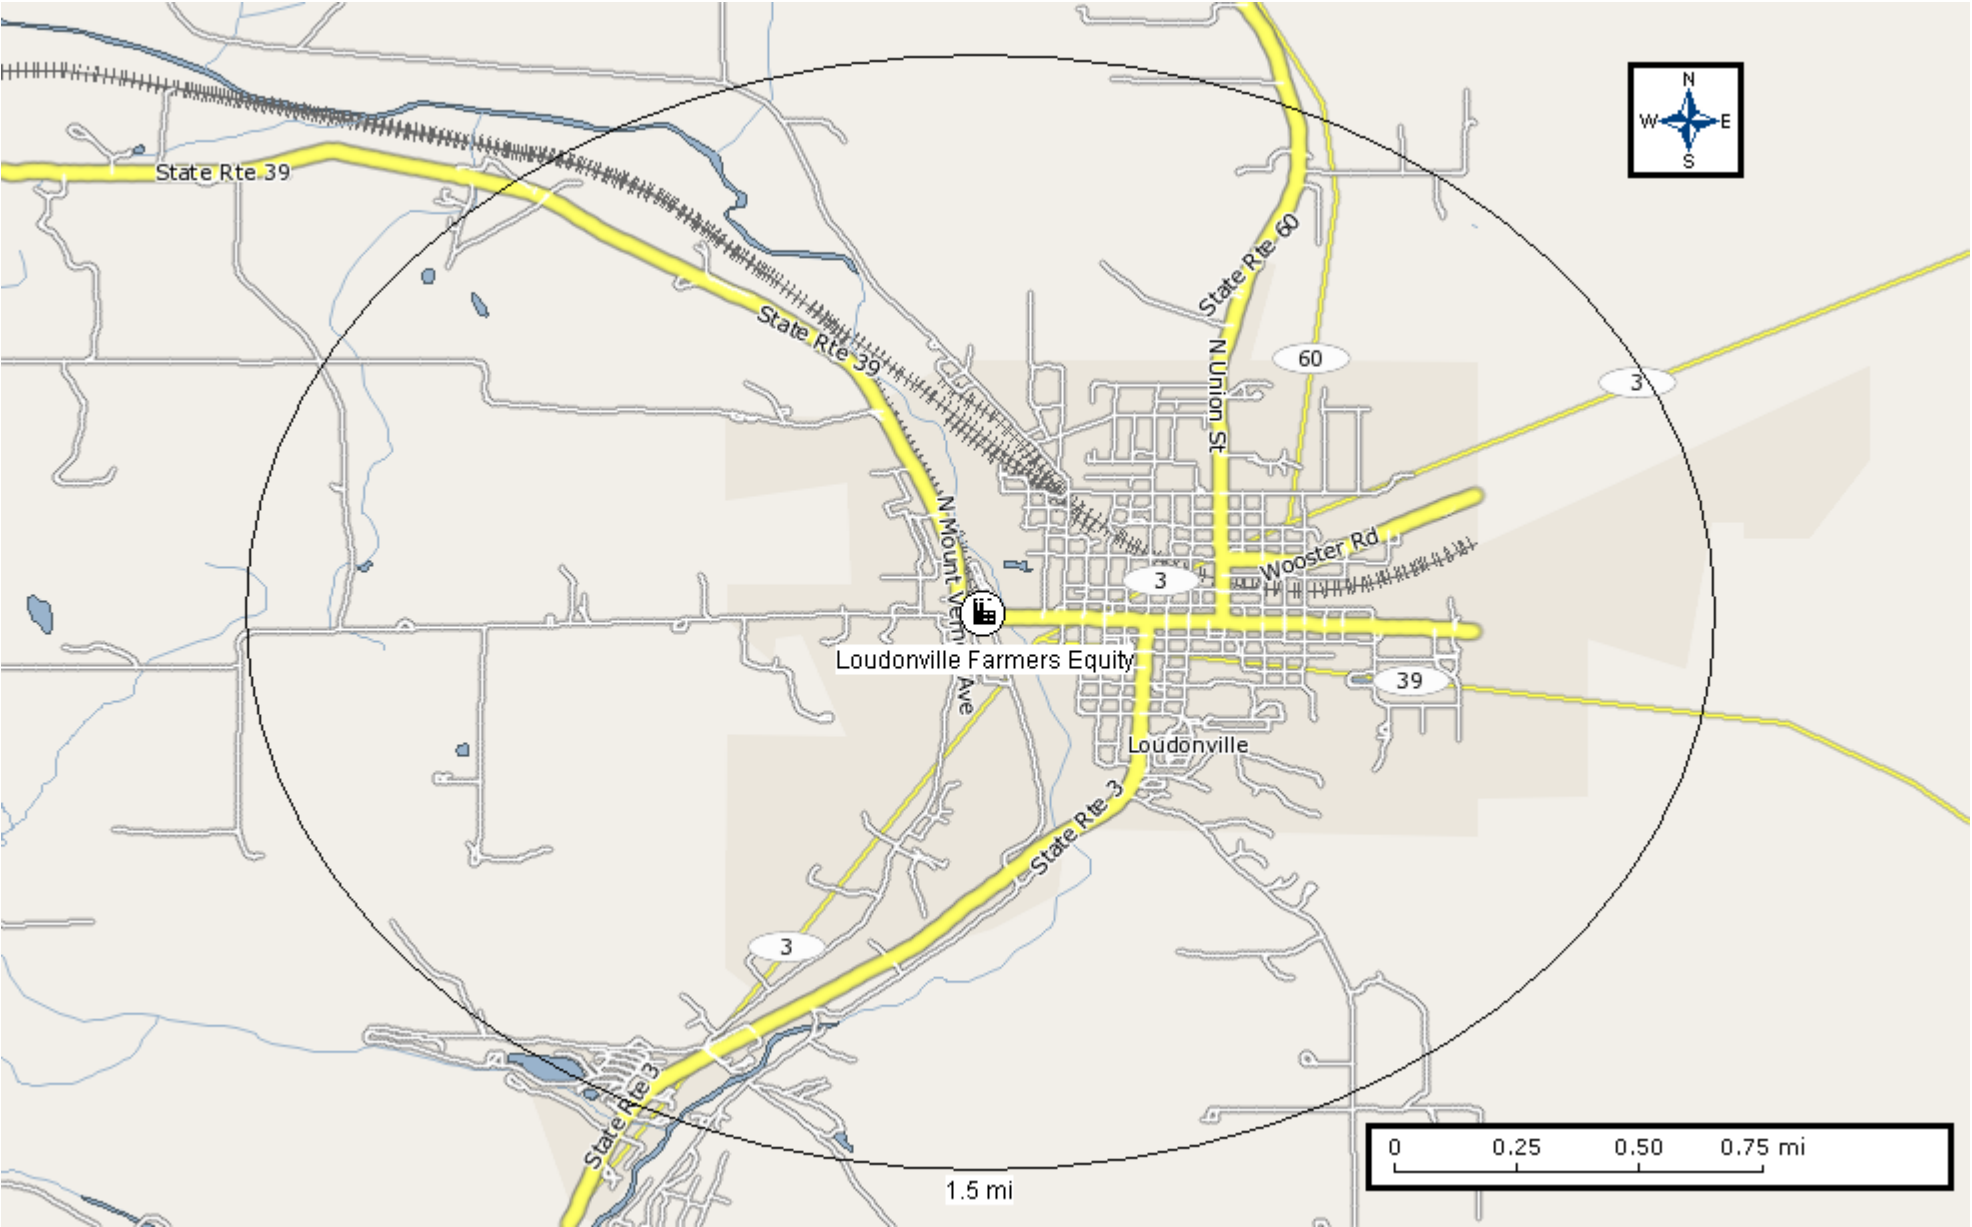 N
W E
S
State Rte 39
State Rte 60
State Rte 39
N Union St
60
3
N Mount Vernon Ave
Wooster Rd
3
Loudonville Farmers Equity
39
Loudonville
State Rte 3
3
State Rte 3
0 0.25 0.50 0.75 mi
1.5 mi